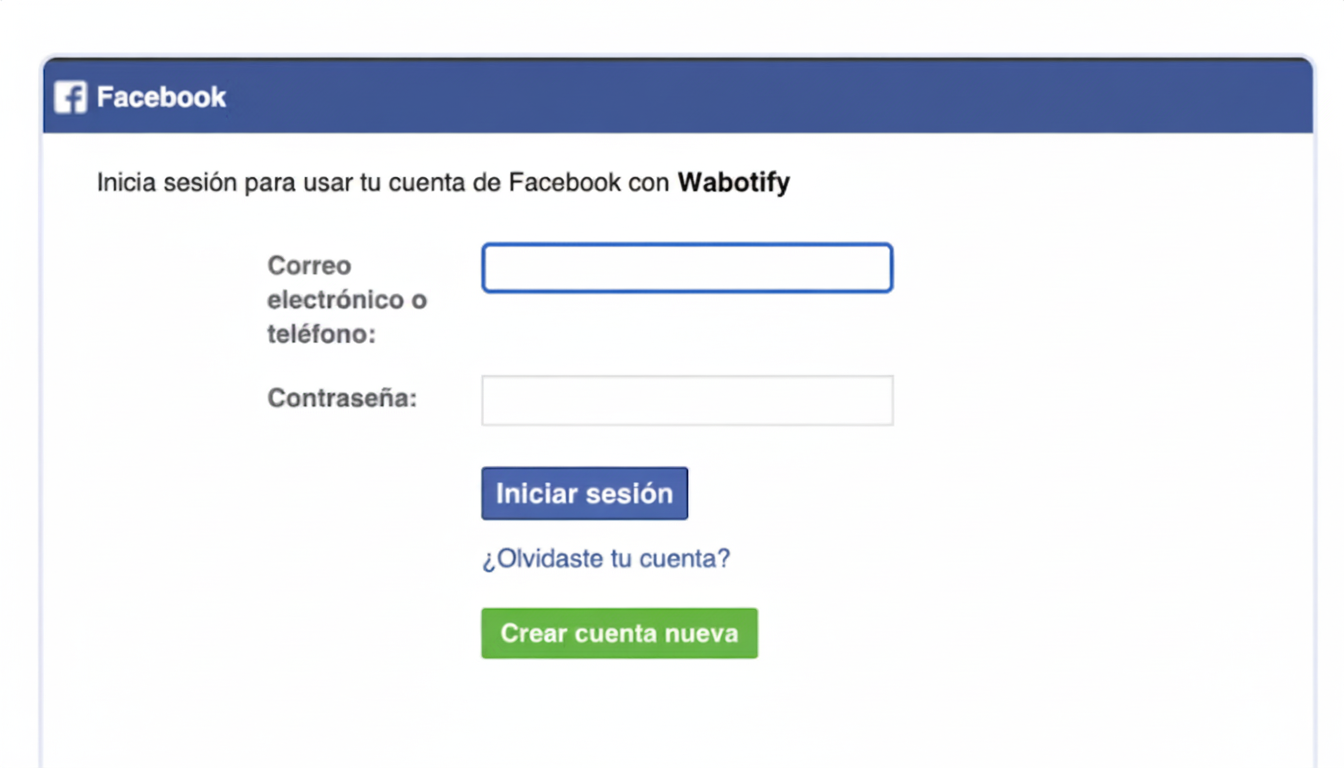 Facebook
Inicia sesión para usar tu cuenta de Facebook con Wabotify
Correo
electrónico o
teléfono:
Contraseña:
Iniciar sesión
¿Olvidaste tu cuenta?
Crear cuenta nueva